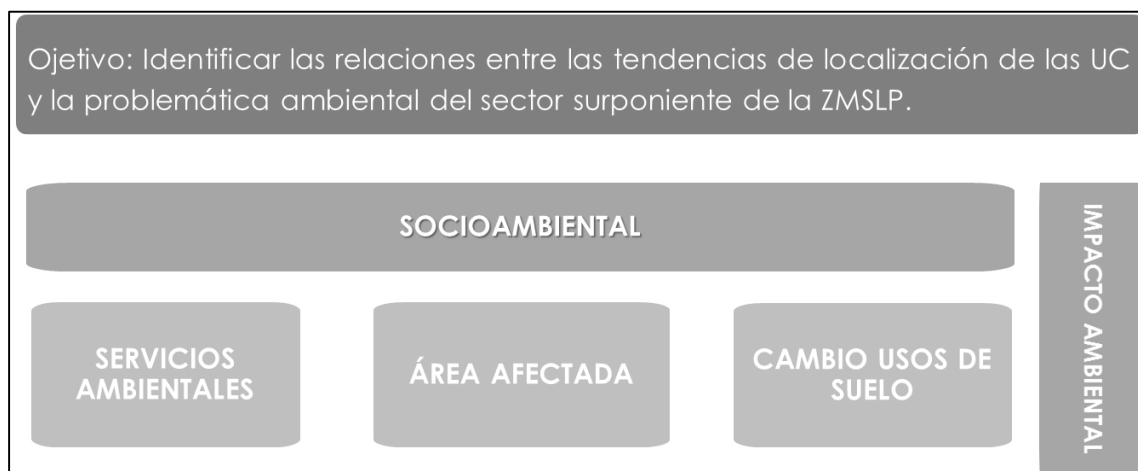 Ojetivo: Identificar las relaciones entre las tendencias de localización de las UC
y la problemática ambiental del sector surponiente de la ZMSLP.
SOCIOAMBIENTAL
SERVICIOS
AMBIENTALES
ÁREA AFECTADA
CAMBIO USOS DE
SUELO
IMPACTO AMBIENTAL